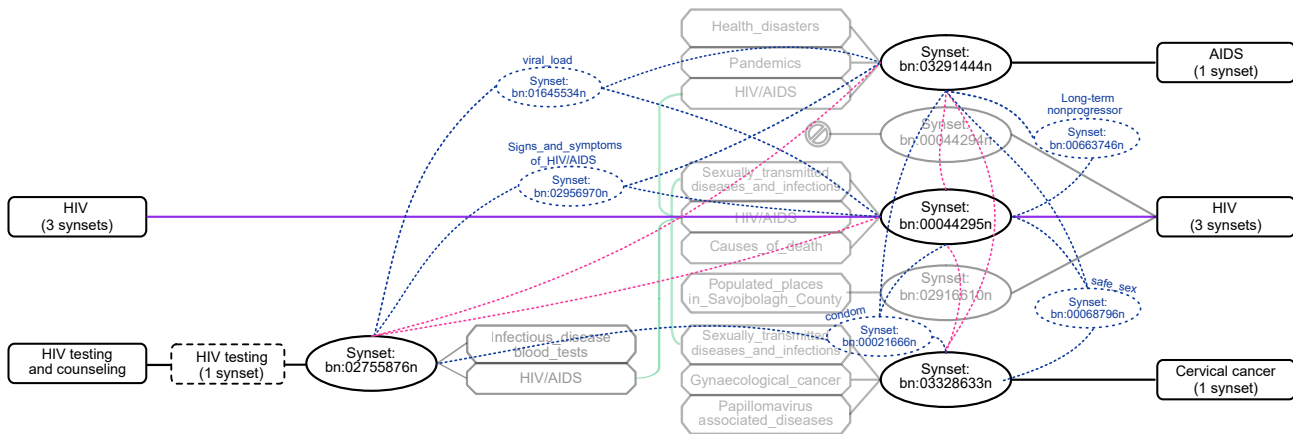 Health_disasters
Pandemics
HIV/AIDS
Synset:
bn:03291444n
AIDS
(1 synset)
viral_load
Synset:
bn:01645534n
Long-term
nonprogressor
Synset:
bn:00663746n
Synset:
bn:00044294n
Signs_and_symptoms
of_HIV/AIDS
Synset:
bn:02956970n
Sexually_transmitted
diseases_and_infections
HIV/AIDS
Causes_of_death
Synset:
bn:00044295n
HIV
(3 synsets)
HIV
(3 synsets)
Populated_places
in_Savojbolagh_County
Synset:
bn:02916610n
safe_sex
Synset:
bn:00068796n
condom
Synset:
bn:00021666n
HIV testing
and counseling
HIV testing
(1 synset)
Synset:
bn:02755876n
Infectious_disease
blood_tests
HIV/AIDS
Sexually_transmitted
diseases_and_infections
Gynaecological_cancer
Papillomavirus
associated_diseases
Synset:
bn:03328633n
Cervical cancer
(1 synset)